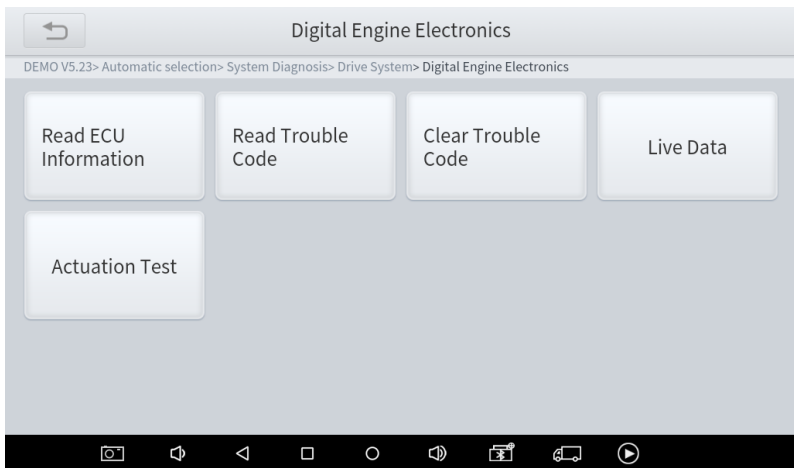 Digital Engine Electronics
DEMO V5.23> Automatic selection> System Diagnosis> Drive System> Digital Engine Electronics
Read ECU
Information
Read Trouble
Code
Clear Trouble
Code
Live Data
Actuation Test